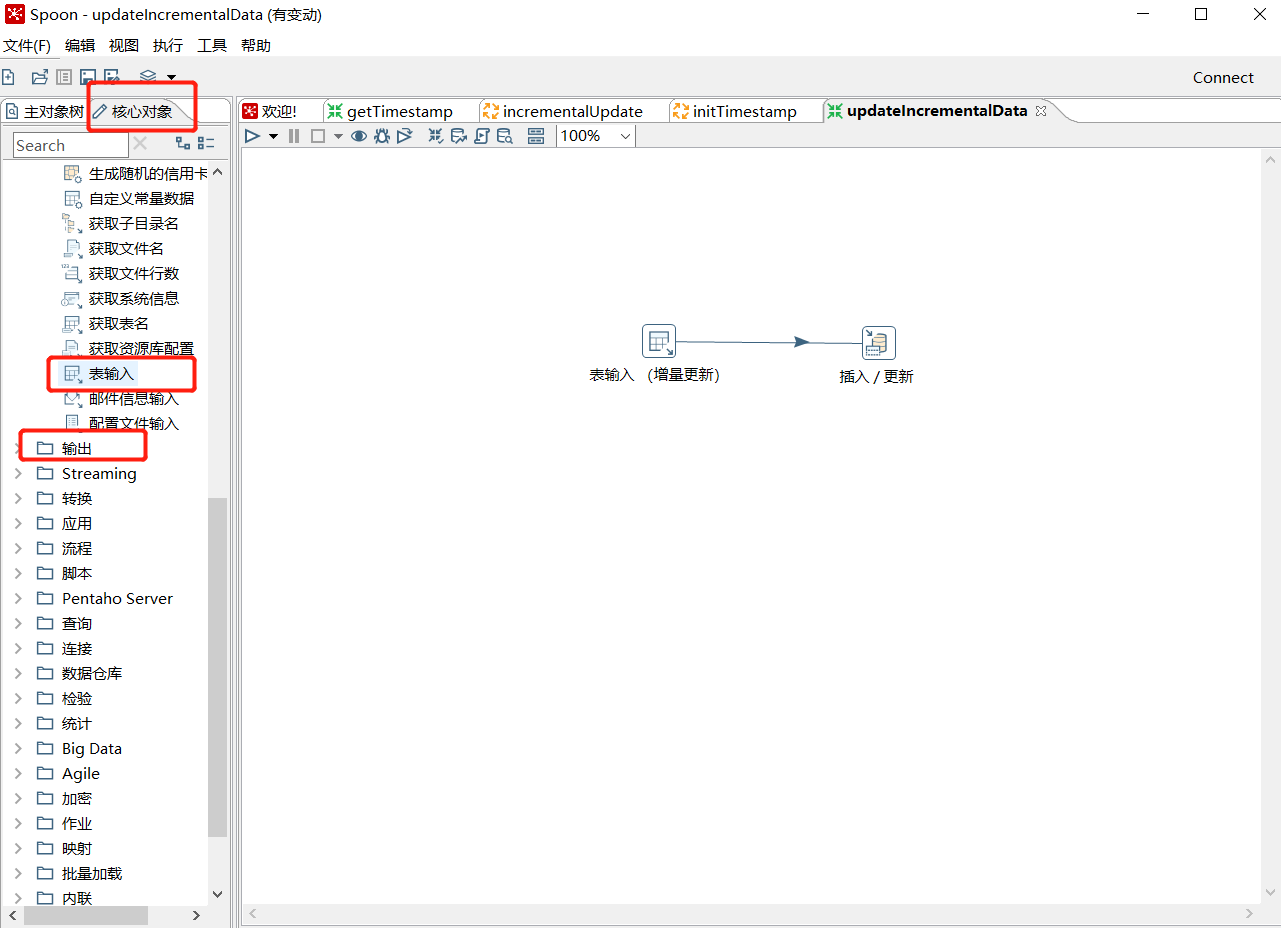 Spoon - updateIncrementalData (有变动)
文件(F) 编辑 视图 执行 工具 帮助
Connect
主对象树 核心对象
欢迎! getTimestamp incrementalUpdate initTimestamp updateIncrementalData
Search
100%
生成随机的信用卡
自定义常量数据
获取子目录名
获取文件名
获取文件行数
获取系统信息
获取表名
获取资源库配置
表输入
邮件信息输入
配置文件输入
输出
Streaming
转换
应用
流程
脚本
Pentaho Server
查询
连接
数据仓库
检验
统计
Big Data
Agile
加密
作业
映射
批量加载
内联
表输入 （增量更新）
插入 / 更新